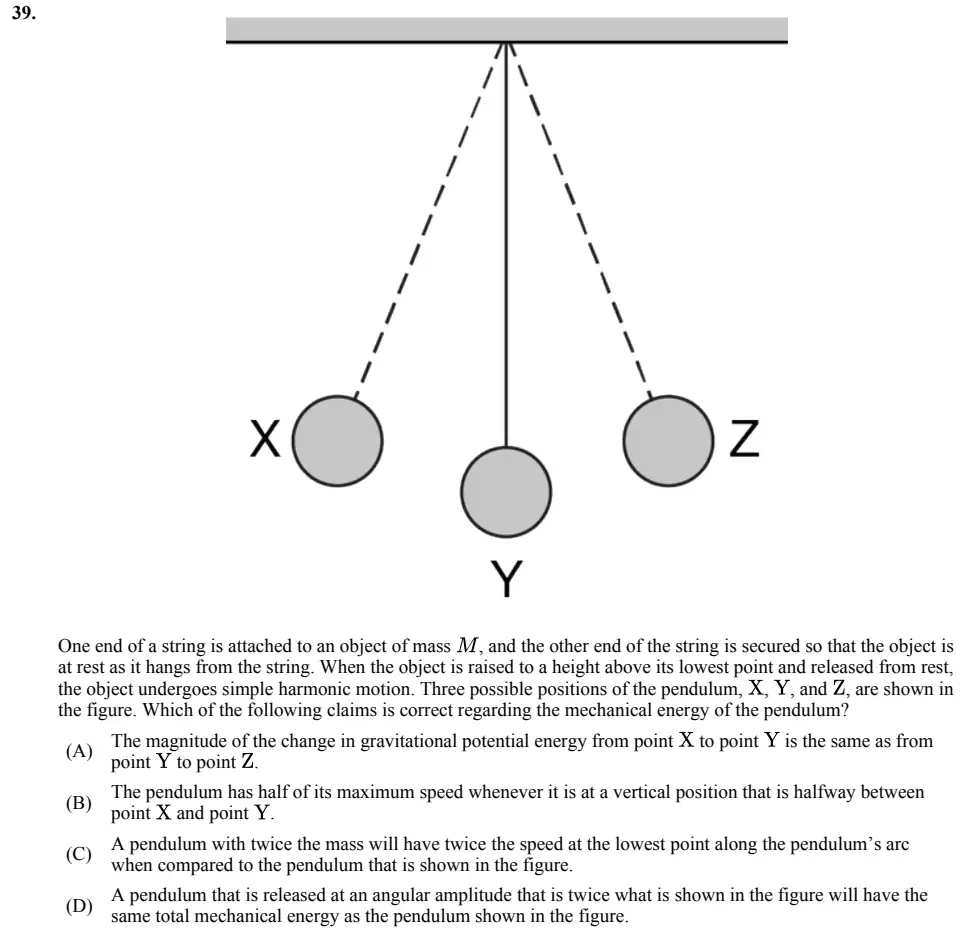 39.
X
Z
Y
One end of a string is attached to an object of mass M, and the other end of the string is secured so that the object is
at rest as it hangs from the string. When the object is raised to a height above its lowest point and released from rest,
the object undergoes simple harmonic motion. Three possible positions of the pendulum, X, Y, and Z, are shown in
the figure. Which of the following claims is correct regarding the mechanical energy of the pendulum?
(A) The magnitude of the change in gravitational potential energy from point X to point Y is the same as from
point Y to point Z.
(B) The pendulum has half of its maximum speed whenever it is at a vertical position that is halfway between
point X and point Y.
(C) A pendulum with twice the mass will have twice the speed at the lowest point along the pendulum’s arc
when compared to the pendulum that is shown in the figure.
(D) A pendulum that is released at an angular amplitude that is twice what is shown in the figure will have the
same total mechanical energy as the pendulum shown in the figure.